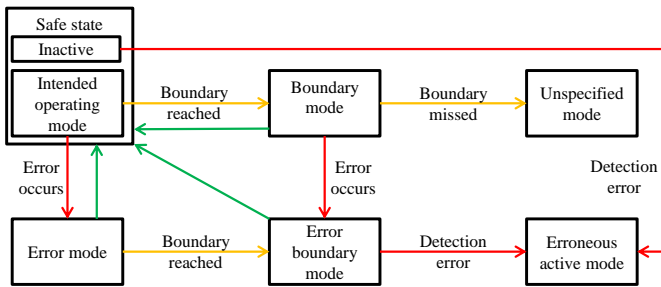 Safe state
Inactive
Intended
operating
mode
Boundary
reached
Boundary
mode
Boundary
missed
Unspecified
mode
Error
occurs
Error
occurs
Detection
error
Error mode
Boundary
reached
Error
boundary
mode
Detection
error
Erroneous
active mode